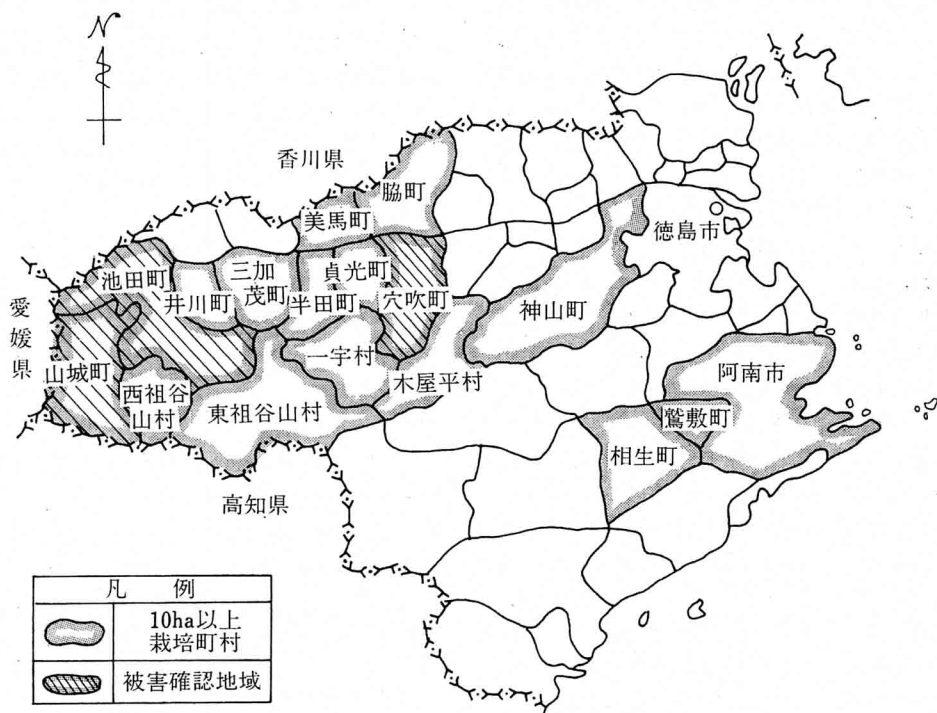 N
香川県
脇町
美馬町
徳島市
池田町
三加
茂町
貞光町
井川町
半田町
穴吹町
神山町
愛媛県
山城町
一宇村
西祖谷
山村
東祖谷山村
木屋平村
阿南市
鷲敷町
相生町
高知県
凡例
10ha以上
栽培町村
被害確認地域